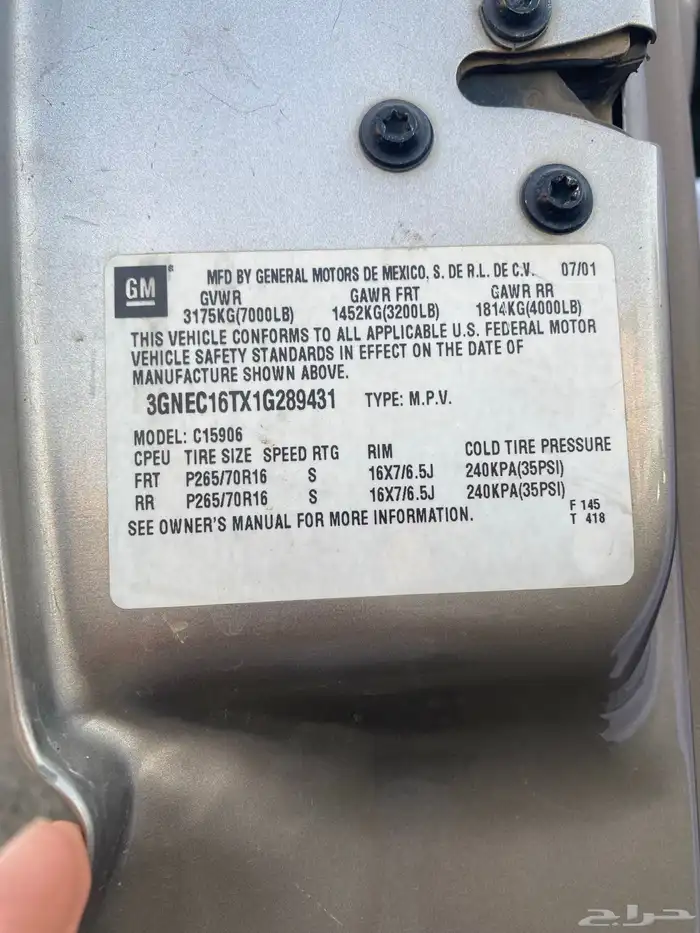 GM
MFD BY GENERAL MOTORS DE MEXICO, S. DE R.L. DE C.V. 07/01
GVWR GAWR FRT GAWR RR
3175KG(7000LB) 1452KG(3200LB) 1814KG(4000LB)
THIS VEHICLE CONFORMS TO ALL APPLICABLE U.S. FEDERAL MOTOR
VEHICLE SAFETY STANDARDS IN EFFECT ON THE DATE OF
MANUFACTURE SHOWN ABOVE.
3GNEC16TX1G289431 TYPE: M.P.V.
MODEL: C15906
CPEU TIRE SIZE SPEED RTG RIM COLD TIRE PRESSURE
FRT P265/70R16 S 16X7/6.5J 240KPA(35PSI)
RR P265/70R16 S 16X7/6.5J 240KPA(35PSI)
SEE OWNER'S MANUAL FOR MORE INFORMATION.
F 145
T 418
حراج